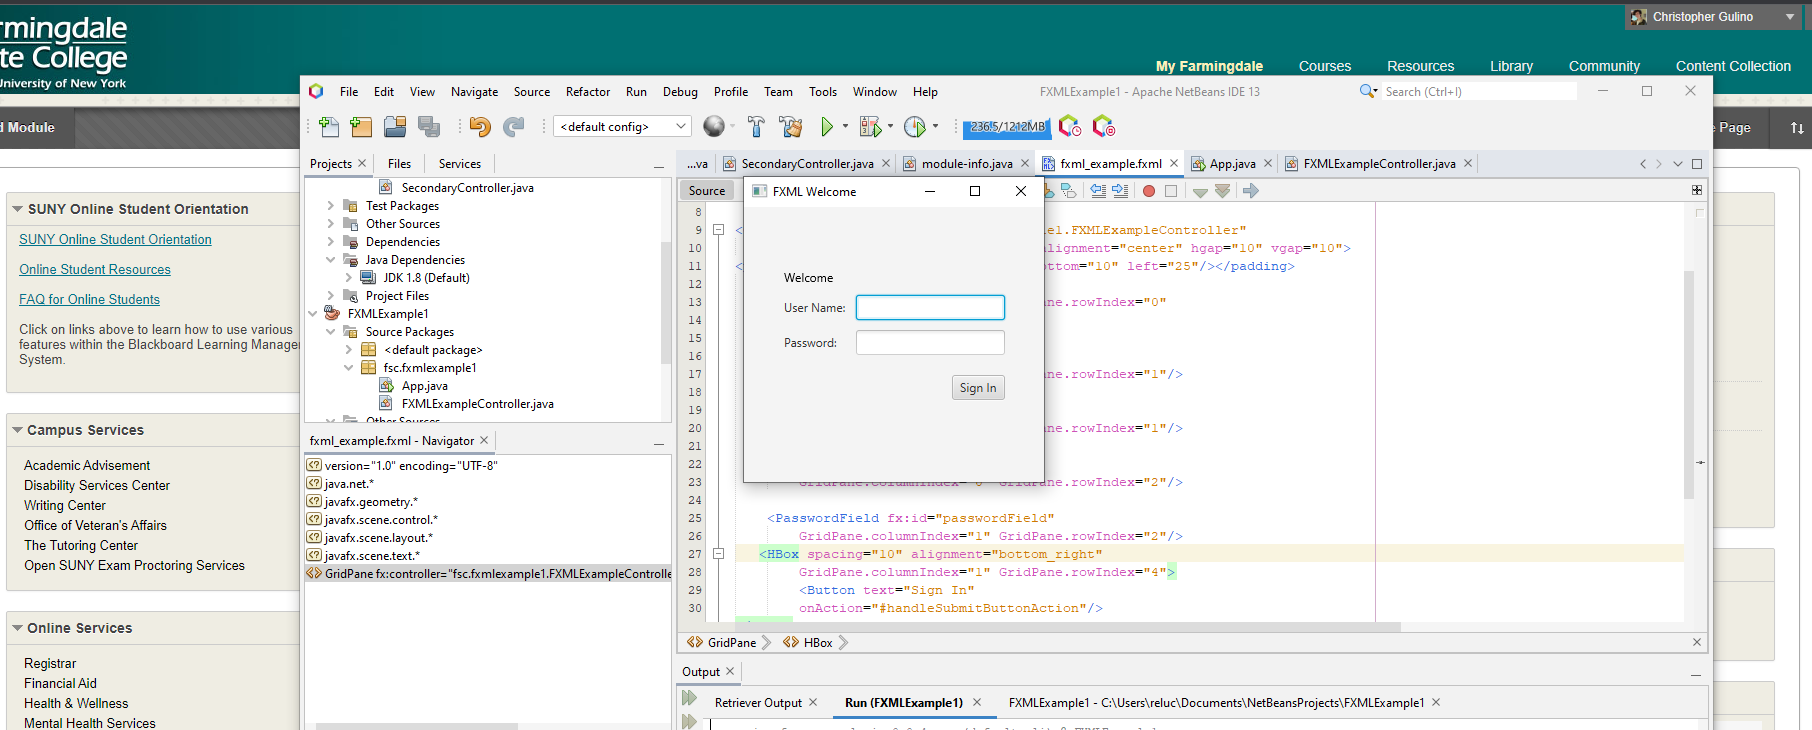 Christopher Gulino
rmingdale
te College
University of New York
My Farmingdale Courses Resources Library Community Content Collection
d Module
e Page
SUNY Online Student Orientation
SUNY Online Student Orientation
Online Student Resources
FAQ for Online Students
Click on links above to learn how to use various
features within the Blackboard Learning Manager
System.
Campus Services
Academic Advisement
Disability Services Center
Writing Center
Office of Veteran's Affairs
The Tutoring Center
Open SUNY Exam Proctoring Services
Online Services
Registrar
Financial Aid
Health & Wellness
Mental Health Services
File Edit View Navigate Source Refactor Run Debug Profile Team Tools Window Help FXMLExample1 - Apache NetBeans IDE 13 Search (Ctrl+I)
<default config> 236.5/1212MB
Projects Files Services
SecondaryController.java
Test Packages
Other Sources
Dependencies
Java Dependencies
JDK 1.8 (Default)
Project Files
FXMLExample1
Source Packages
<default package>
fsc.fxmlexample1
App.java
FXMLExampleController.java
Other Sources
fxml_example.fxml - Navigator
version="1.0" encoding="UTF-8"
java.net.*
javafx.geometry.*
javafx.scene.control.*
javafx.scene.layout.*
javafx.scene.text.*
GridPane fx:controller="fsc.fxmlexample1.FXMLExampleControlle
...va SecondaryController.java module-info.java fxml_example.fxml App.java FXMLExampleController.java
Source
FXML Welcome
Welcome
User Name:
Password:
Sign In
8
9 < le1.FXMLExampleController"
10 alignment="center" hgap="10" vgap="10">
11 < ottom="10" left="25"/></padding>
12
13 ane.rowIndex="0"
14
15
16
17 ane.rowIndex="1"/>
18
19
20 ane.rowIndex="1"/>
21
22
23 GridPane.columnIndex="0" GridPane.rowIndex="2"/>
24
25 <PasswordField fx:id="passwordField"
26 GridPane.columnIndex="1" GridPane.rowIndex="2"/>
27 <HBox spacing="10" alignment="bottom_right"
28 GridPane.columnIndex="1" GridPane.rowIndex="4">
29 <Button text="Sign In"
30 onAction="#handleSubmitButtonAction"/>
GridPane HBox
Output
Retriever Output Run (FXMLExample1) FXMLExample1 - C:\Users\reluc\Documents\NetBeansProjects\FXMLExample1